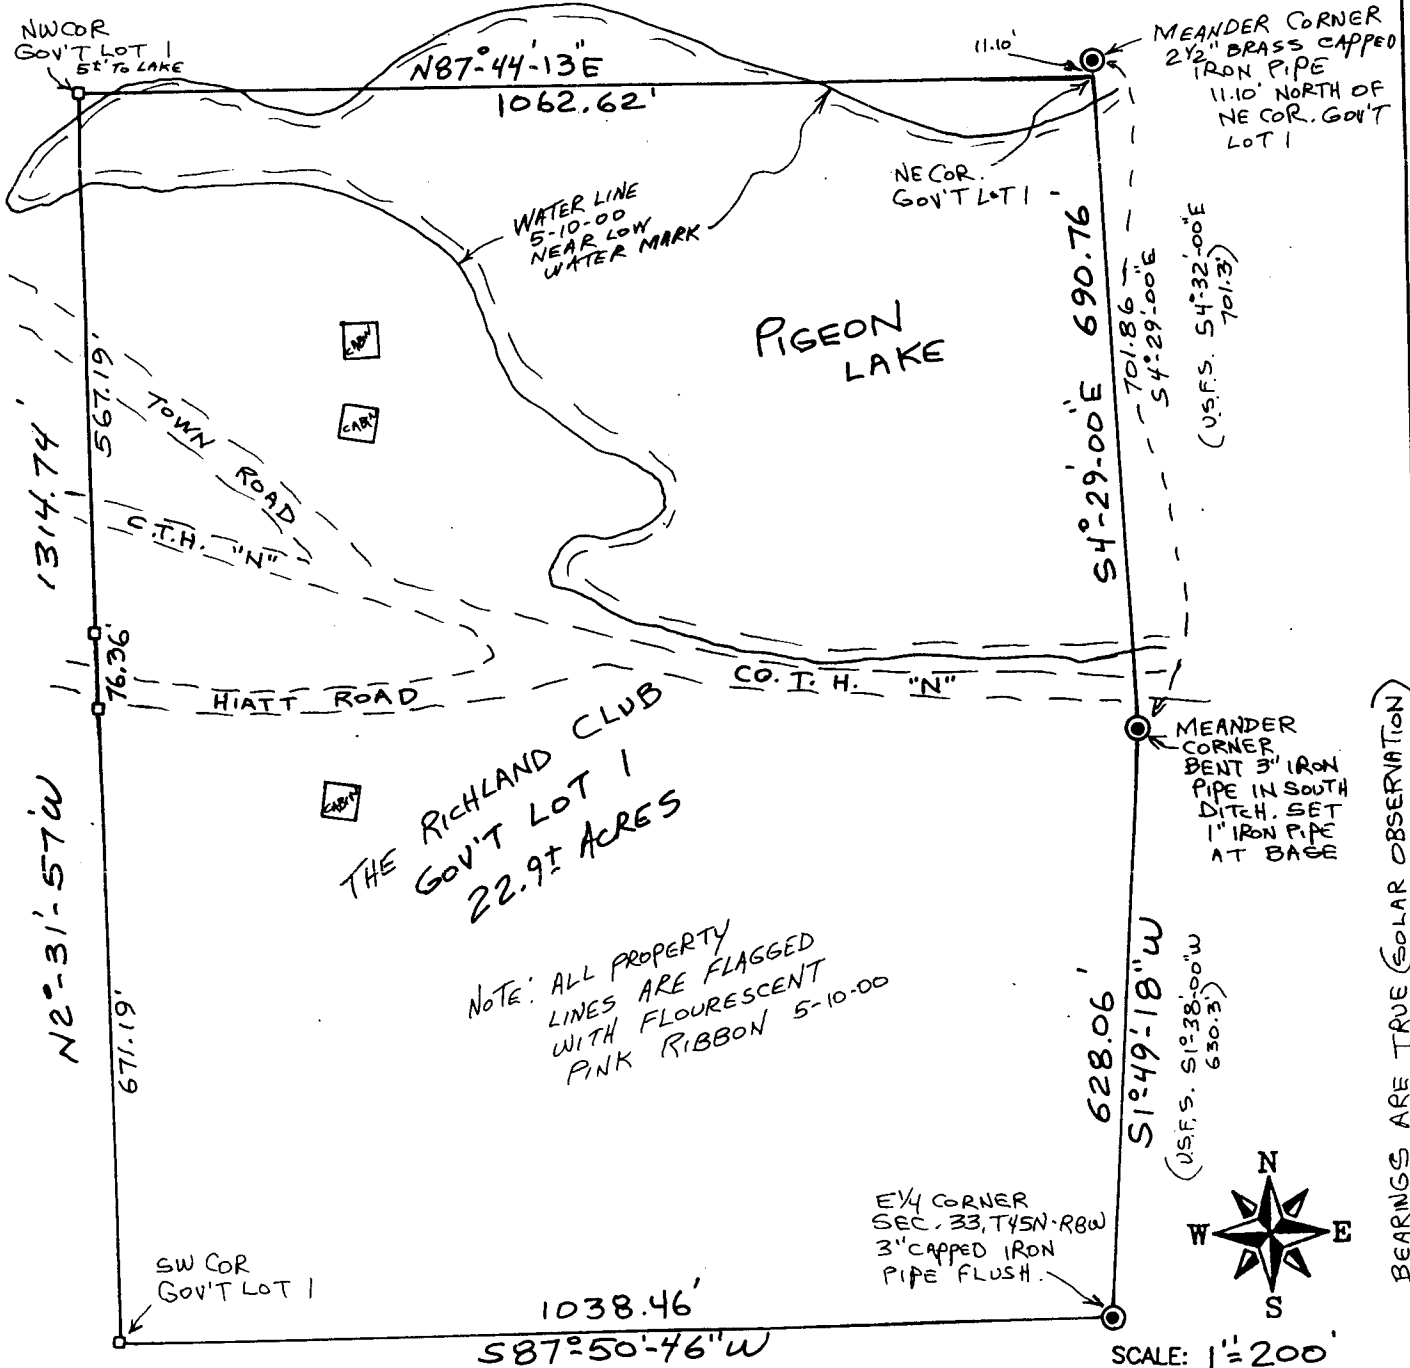 NW COR
GOV'T LOT 1
5± TO LAKE
N87°-44'-13"E
1062.62'
11.10'
MEANDER CORNER
2½" BRASS CAPPED
IRON PIPE
11.10' NORTH OF
NE COR. GOV'T
LOT 1
NE COR.
GOV'T LOT 1
WATER LINE
5-10-00
NEAR LOW
WATER MARK
PIGEON
LAKE
S4°-29'-00"E 690.76
701.86
S4°-29'-00"E
(U.S.F.S. S4°-32'-00"E
701.3')
CABIN
CABIN
567.19'
1314.74'
TOWN
ROAD
C.T.H. "N"
76.36'
HIATT ROAD
CO. T. H. "N"
MEANDER
CORNER
BENT 3" IRON
PIPE IN SOUTH
DITCH. SET
1" IRON PIPE
AT BASE
CABIN
THE RICHLAND CLUB
GOV'T LOT 1
22.9± ACRES
NOTE: ALL PROPERTY
LINES ARE FLAGGED
WITH FLOURESCENT
PINK RIBBON 5-10-00
N2°-31'-57"W
671.19'
628.06'
S1°-49'-18"W
(U.S.F.S. S1°-38'-00"W
630.3')
BEARINGS ARE TRUE (SOLAR OBSERVATION)
E1/4 CORNER
SEC. 33, T45N-R8W
3" CAPPED IRON
PIPE FLUSH.
N
W E
S
SW COR
GOV'T LOT 1
1038.46'
S87°-50'-46"W
SCALE: 1"=200'